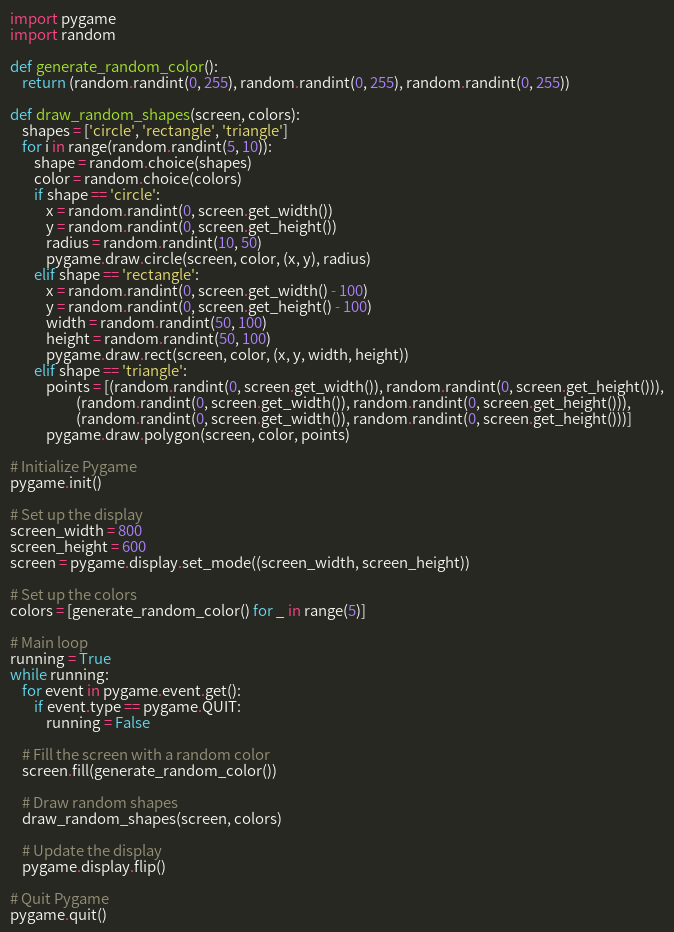 import pygame
import random

def generate_random_color():
    return (random.randint(0, 255), random.randint(0, 255), random.randint(0, 255))

def draw_random_shapes(screen, colors):
    shapes = ['circle', 'rectangle', 'triangle']
    for i in range(random.randint(5, 10)):
        shape = random.choice(shapes)
        color = random.choice(colors)
        if shape == 'circle':
            x = random.randint(0, screen.get_width())
            y = random.randint(0, screen.get_height())
            radius = random.randint(10, 50)
            pygame.draw.circle(screen, color, (x, y), radius)
        elif shape == 'rectangle':
            x = random.randint(0, screen.get_width() - 100)
            y = random.randint(0, screen.get_height() - 100)
            width = random.randint(50, 100)
            height = random.randint(50, 100)
            pygame.draw.rect(screen, color, (x, y, width, height))
        elif shape == 'triangle':
            points = [(random.randint(0, screen.get_width()), random.randint(0, screen.get_height())),
                      (random.randint(0, screen.get_width()), random.randint(0, screen.get_height())),
                      (random.randint(0, screen.get_width()), random.randint(0, screen.get_height()))]
            pygame.draw.polygon(screen, color, points)

# Initialize Pygame
pygame.init()

# Set up the display
screen_width = 800
screen_height = 600
screen = pygame.display.set_mode((screen_width, screen_height))

# Set up the colors
colors = [generate_random_color() for _ in range(5)]

# Main loop
running = True
while running:
    for event in pygame.event.get():
        if event.type == pygame.QUIT:
            running = False

    # Fill the screen with a random color
    screen.fill(generate_random_color())

    # Draw random shapes
    draw_random_shapes(screen, colors)

    # Update the display
    pygame.display.flip()

# Quit Pygame
pygame.quit()